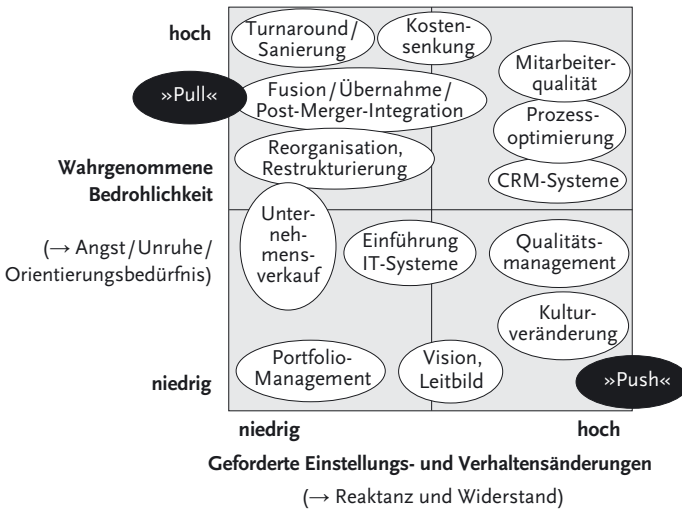 hoch
Turnaround/
Sanierung
Kosten-
senkung
Mitarbeiter-
qualität
»Pull«
Fusion/Übernahme/
Post-Merger-Integration
Prozess-
optimierung
Reorganisation,
Restrukturierung
CRM-Systeme
Wahrgenommene
Bedrohlichkeit
(→ Angst/Unruhe/
Orientierungsbedürfnis)
Unter-
neh-
mens-
verkauf
Einführung
IT-Systeme
Qualitäts-
management
Kultur-
veränderung
Portfolio-
Management
Vision,
Leitbild
»Push«
niedrig
niedrig
hoch
Geforderte Einstellungs- und Verhaltensänderungen
(→ Reaktanz und Widerstand)